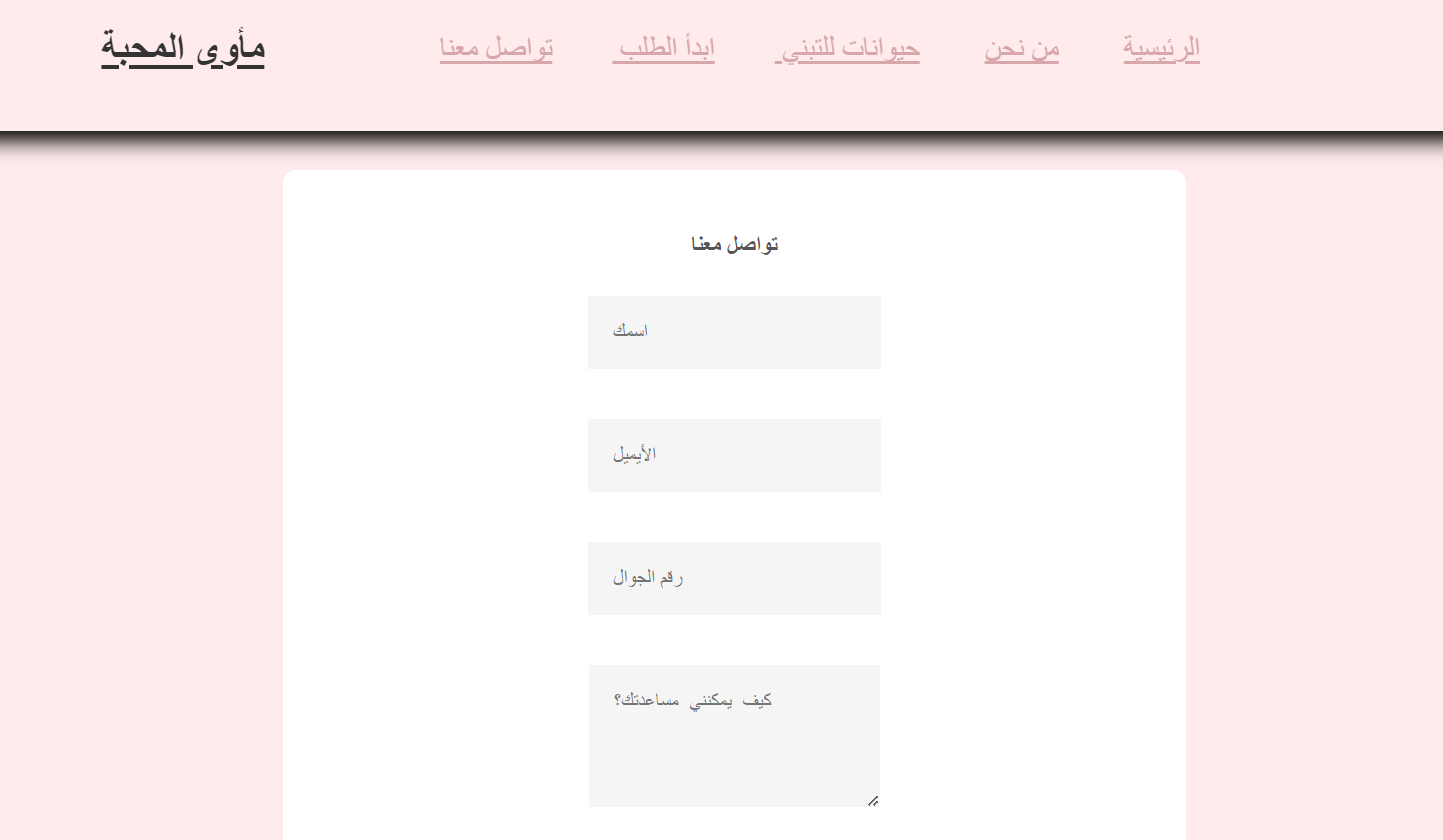 الرئيسية من نحن حيوانات للتبني ابدأ الطلب تواصل معنا مأوى المحبة
تواصل معنا
اسمك
الأيميل
رقم الجوال
كيف يمكنني مساعدتك؟